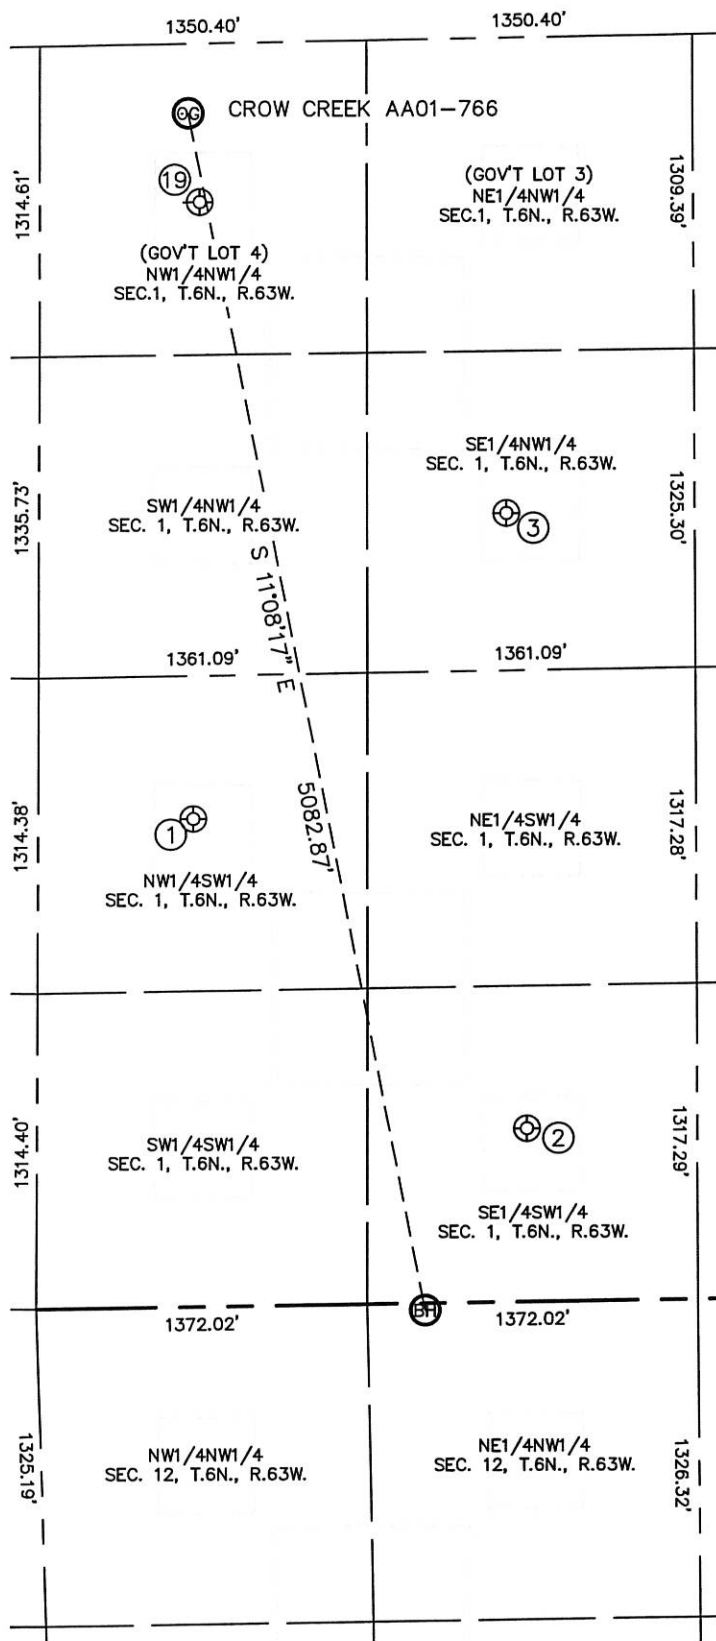 1350.40'
1350.40'
OG
CROW CREEK AA01-766
1314.61'
19
(GOV'T LOT 3)
NE1/4NW1/4
SEC.1, T.6N., R.63W.
1309.39'
(GOV'T LOT 4)
NW1/4NW1/4
SEC.1, T.6N., R.63W.
SE1/4NW1/4
SEC. 1, T.6N., R.63W.
1335.73'
SW1/4NW1/4
SEC. 1, T.6N., R.63W.
3
1325.30'
S 11°08'17" E
1361.09'
1361.09'
5082.87'
1314.38'
1
NW1/4SW1/4
SEC. 1, T.6N., R.63W.
NE1/4SW1/4
SEC. 1, T.6N., R.63W.
1317.28'
1314.40'
SW1/4SW1/4
SEC. 1, T.6N., R.63W.
2
1317.29'
SE1/4SW1/4
SEC. 1, T.6N., R.63W.
BH
1372.02'
1372.02'
1325.19'
NW1/4NW1/4
SEC. 12, T.6N., R.63W.
NE1/4NW1/4
SEC. 12, T.6N., R.63W.
1326.32'